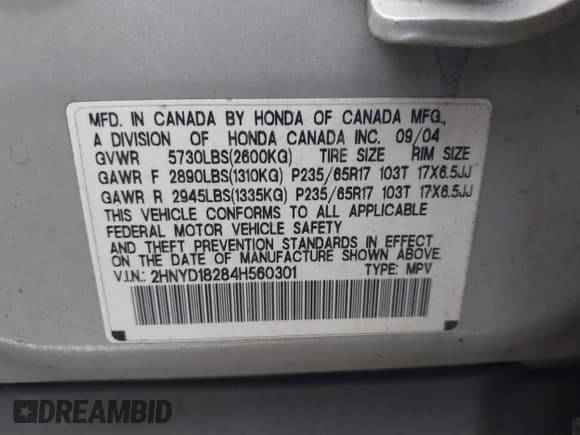 MFD. IN CANADA BY HONDA OF CANADA MFG.,
A DIVISION OF HONDA CANADA INC. 09/04
GVWR 5730LBS(2600KG) TIRE SIZE RIM SIZE
GAWR F 2890LBS(1310KG) P235/65R17 103T 17X6.5JJ
GAWR R 2945LBS(1335KG) P235/65R17 103T 17X6.5JJ
THIS VEHICLE CONFORMS TO ALL APPLICABLE
FEDERAL MOTOR VEHICLE SAFETY
AND THEFT PREVENTION STANDARDS IN EFFECT
ON THE DATE OF MANUFACTURE SHOWN ABOVE.
V.I.N.: 2HNYD18284H560301 TYPE: MPV
DREAMBID